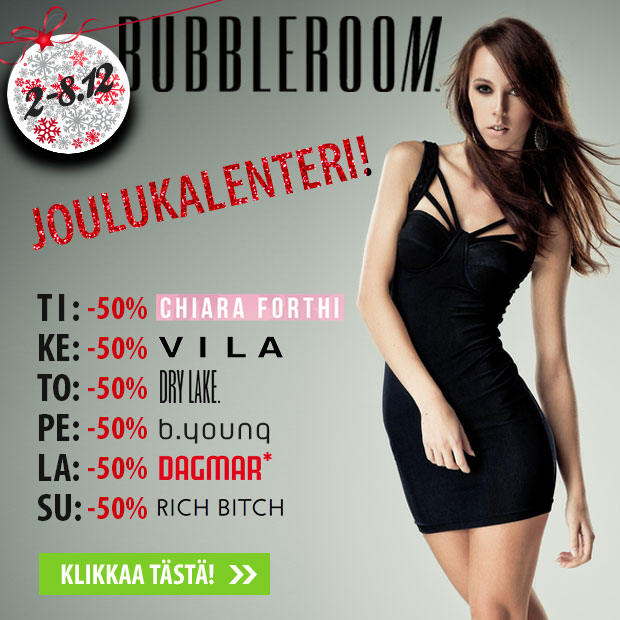 BUBBLEROOM.
2-8.12
JOULUKALENTERI!
TI: -50% CHIARA FORTHI
KE: -50% VILA
TO: -50% DRY LAKE.
PE: -50% b.young
LA: -50% DAGMAR*
SU: -50% RICH BITCH
KLIKKAA TÄSTÄ! >>